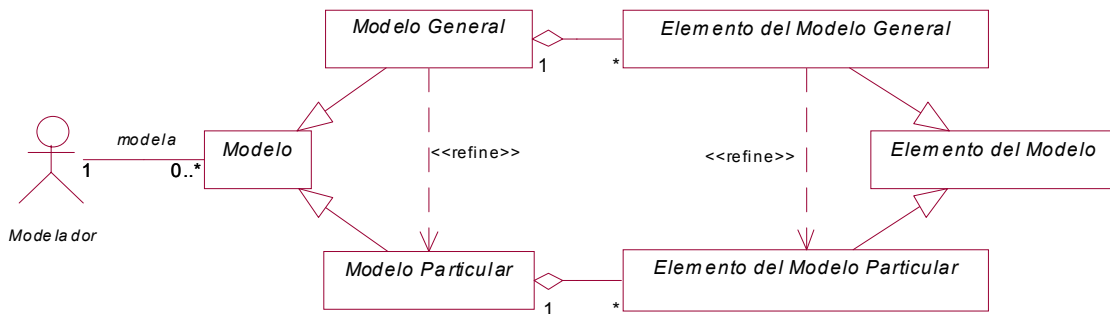 Modelo General
Elemento del Modelo General
1
*
modela
Modelo
<<refine>>
<<refine>>
Elemento del Modelo
1
0..*
Modelador
Modelo Particular
Elemento del Modelo Particular
1
*